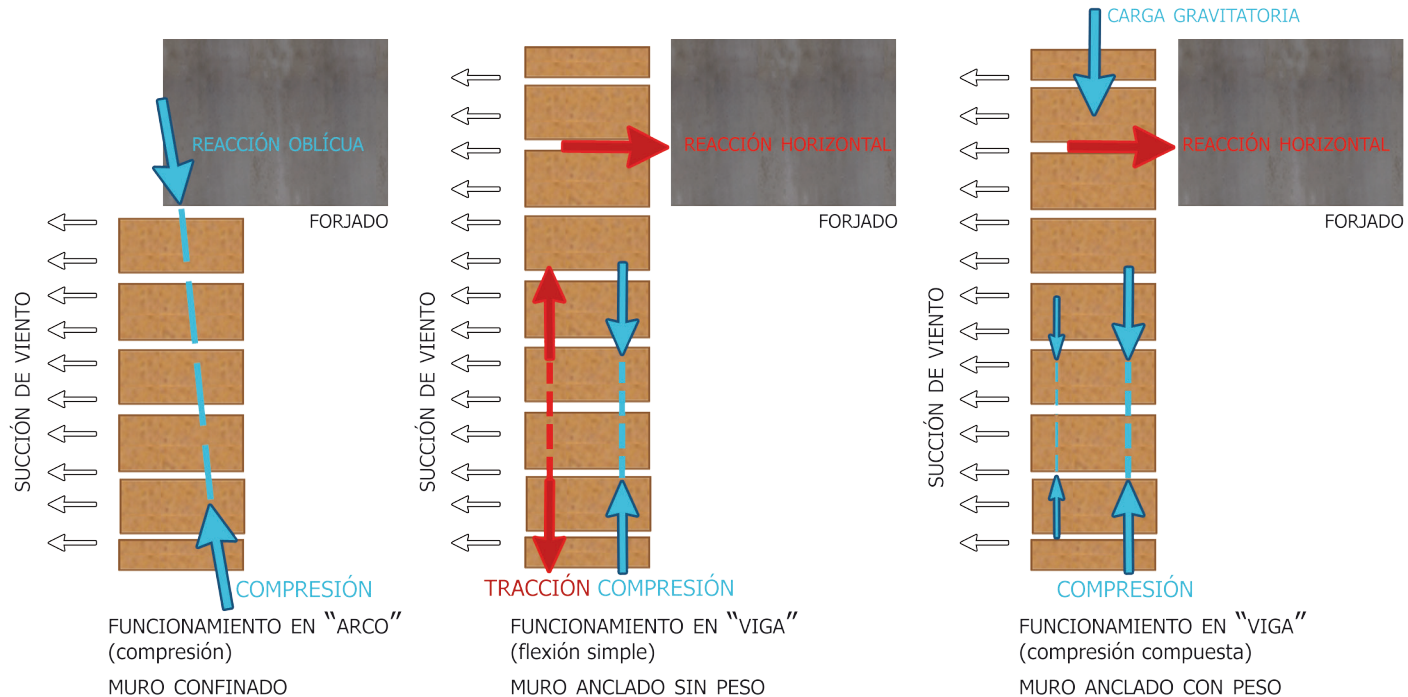 SUCCIÓN DE VIENTO
REACCIÓN OBLÍCUA
FORJADO
COMPRESIÓN
FUNCIONAMIENTO EN “ARCO”
(compresión)
MURO CONFINADO
SUCCIÓN DE VIENTO
REACCIÓN HORIZONTAL
FORJADO
TRACCIÓN COMPRESIÓN
FUNCIONAMIENTO EN “VIGA”
(flexión simple)
MURO ANCLADO SIN PESO
CARGA GRAVITATORIA
SUCCIÓN DE VIENTO
REACCIÓN HORIZONTAL
FORJADO
COMPRESIÓN
FUNCIONAMIENTO EN “VIGA”
(compresión compuesta)
MURO ANCLADO CON PESO